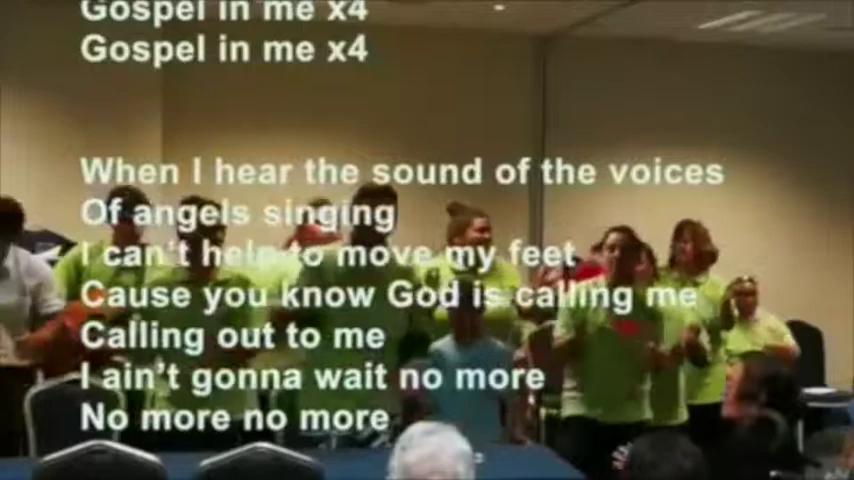 Gospel in me x4
Gospel in me x4
When I hear the sound of the voices
Of angels singing
I can't help to move my feet
Cause you know God is calling me
Calling out to me
I ain't gonna wait no more
No more no more